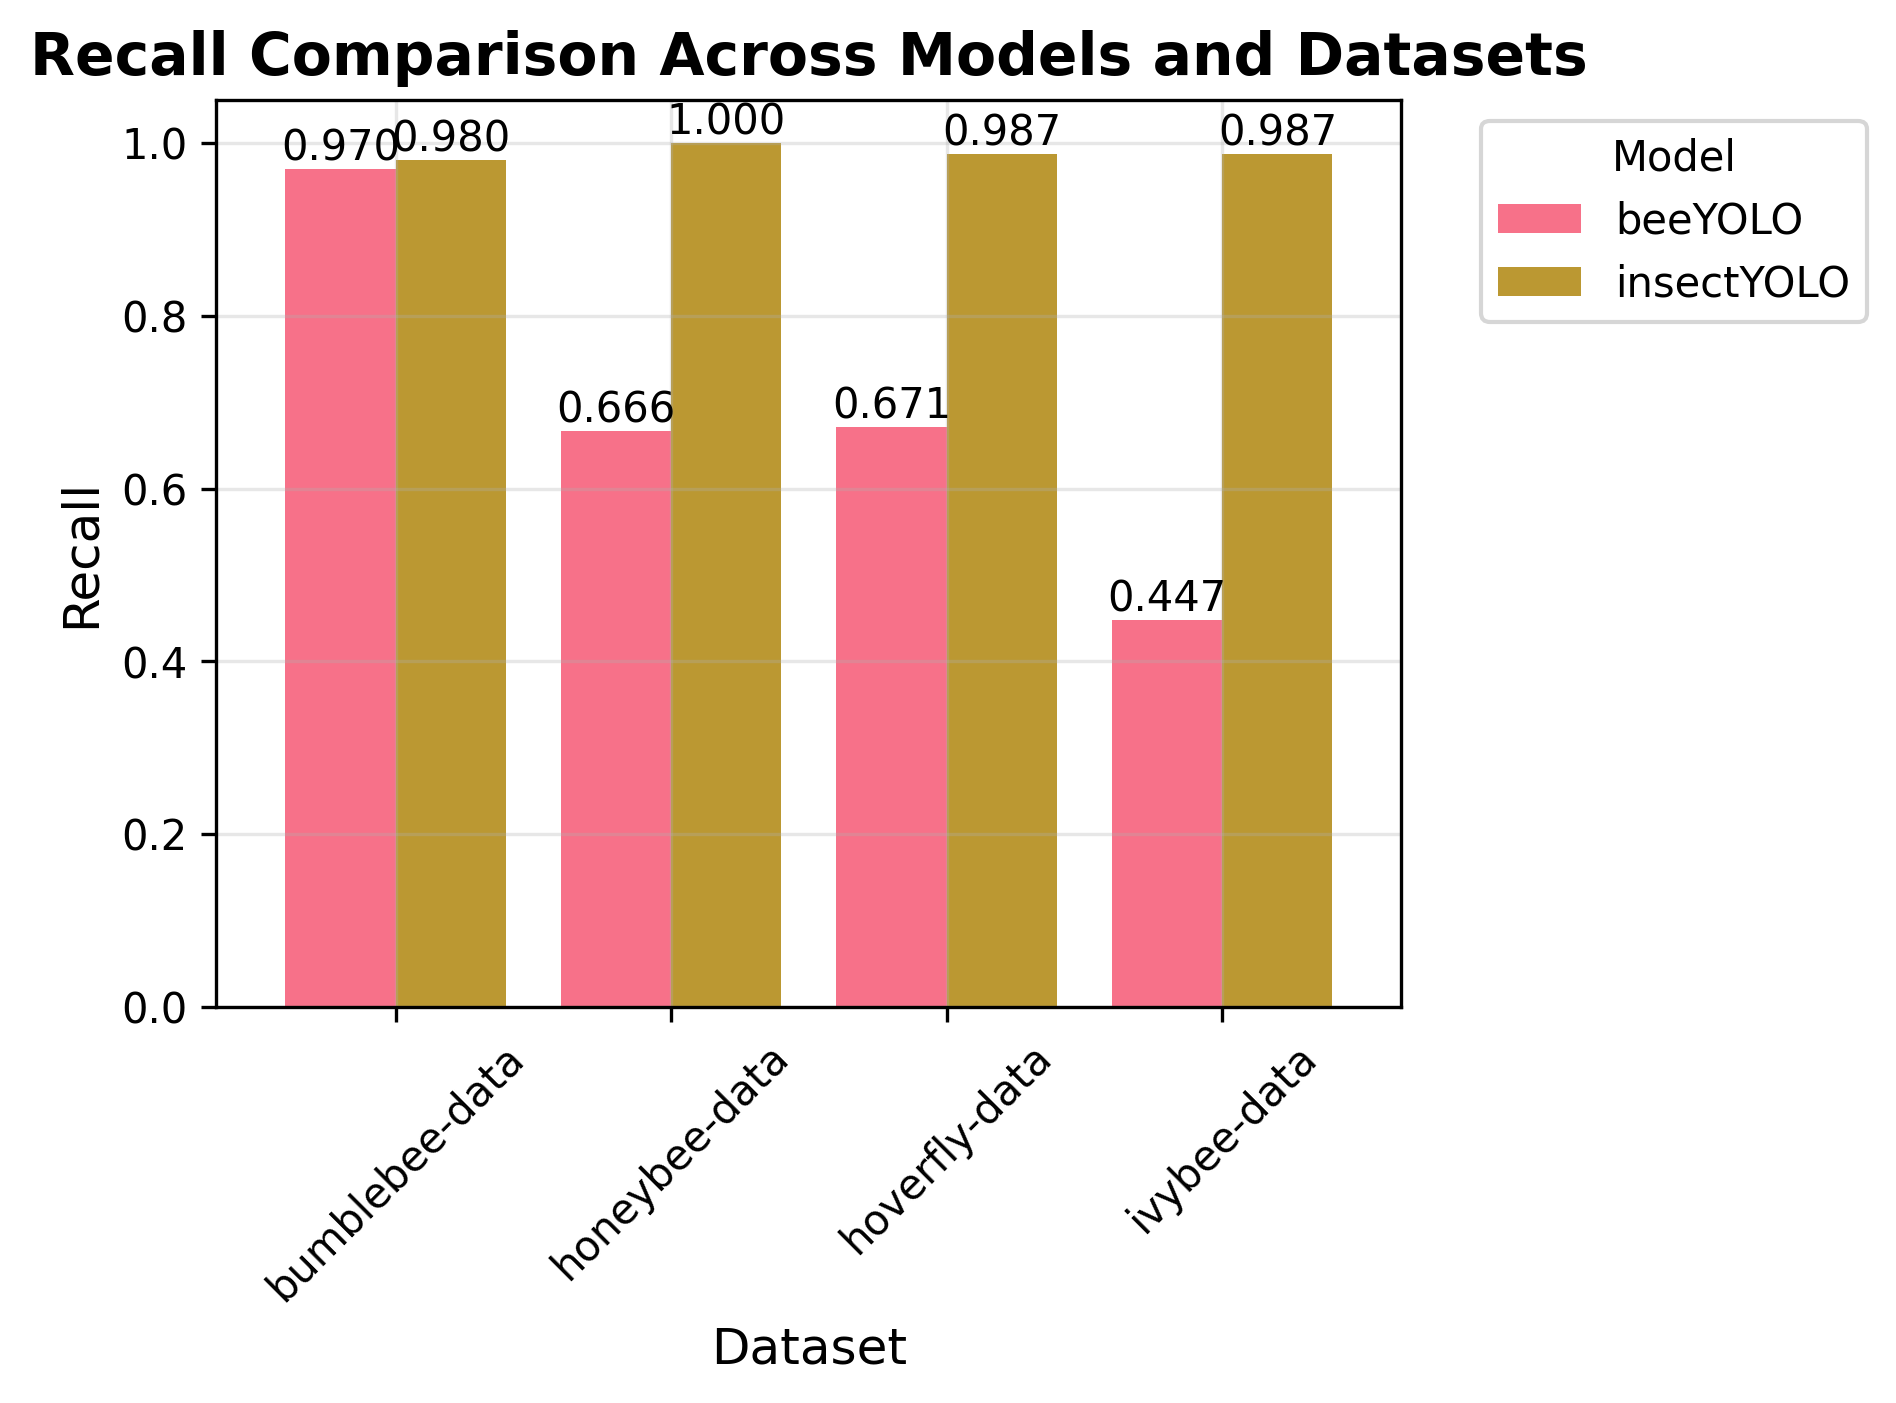 Recall Comparison Across Models and Datasets
1.0
0.8
0.6
0.4
0.2
0.0
Recall
0.970
0.980
0.666
1.000
0.671
0.987
0.447
0.987
bumblebee-data
honeybee-data
hoverfly-data
ivybee-data
Dataset
Model
beeYOLO
insectYOLO